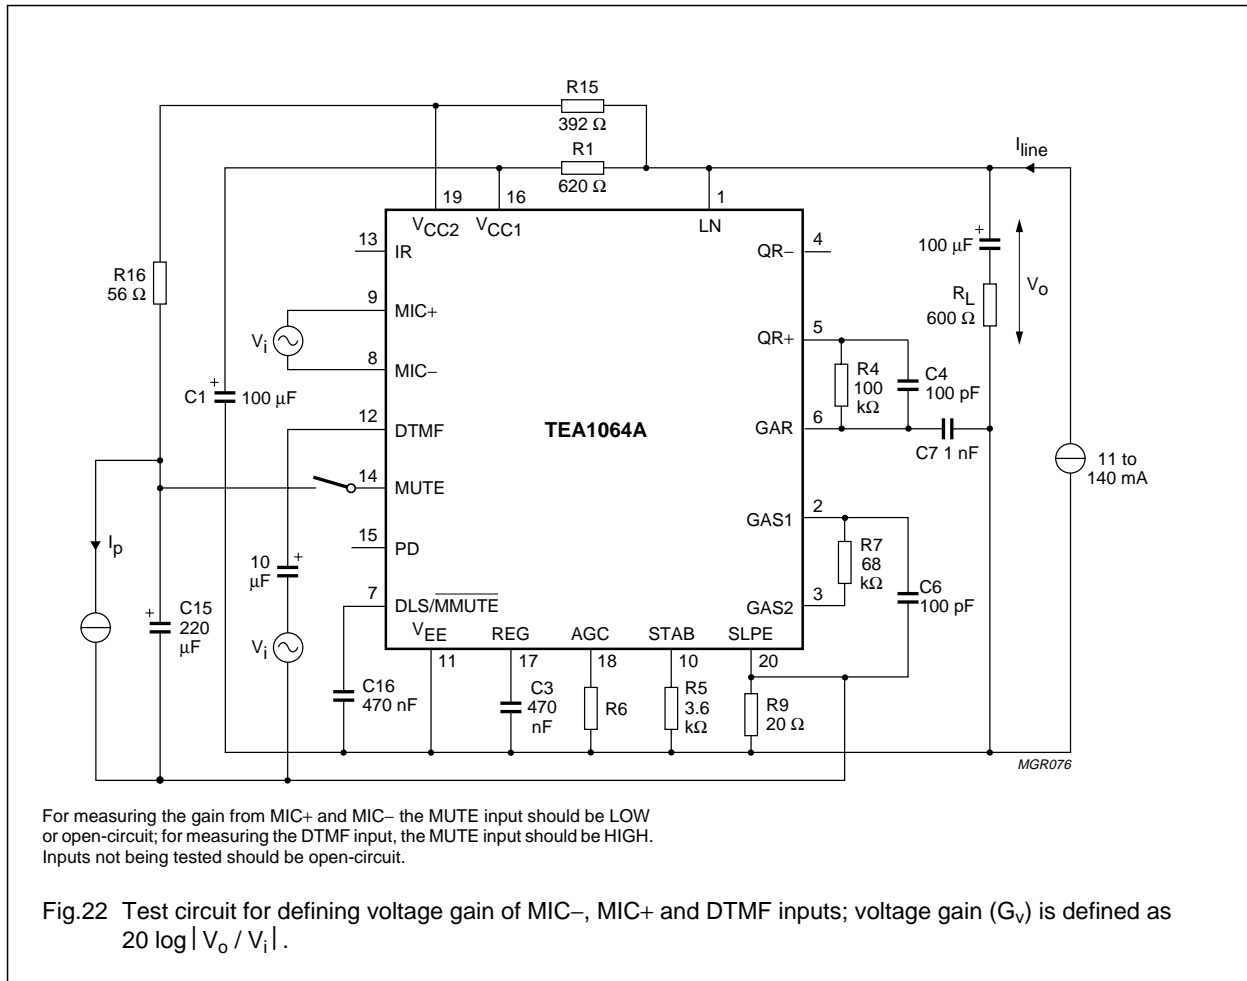 R15
392 Ω
R1
620 Ω
Iline
19
16
1
VCC2
VCC1
LN
13
IR
QR−
4
100 µF
+
Vo
R16
56 Ω
RL
600 Ω
9
MIC+
Vi
8
MIC−
QR+
5
R4
100
kΩ
C4
100 pF
C1
+
100 µF
12
DTMF
TEA1064A
GAR
6
C7 1 nF
11 to
140 mA
14
MUTE
GAS1
2
15
PD
Ip
10
µF
+
R7
68
kΩ
C6
100 pF
7
DLS/MMUTE
GAS2
3
+
C15
220
µF
Vi
VEE
REG
AGC
STAB
SLPE
11
17
18
10
20
C16
470 nF
C3
470
nF
R6
R5
3.6
kΩ
R9
20 Ω
MGR076
For measuring the gain from MIC+ and MIC− the MUTE input should be LOW
or open-circuit; for measuring the DTMF input, the MUTE input should be HIGH.
Inputs not being tested should be open-circuit.
Fig.22 Test circuit for defining voltage gain of MIC−, MIC+ and DTMF inputs; voltage gain (Gv) is defined as
20 log | Vo / Vi | .